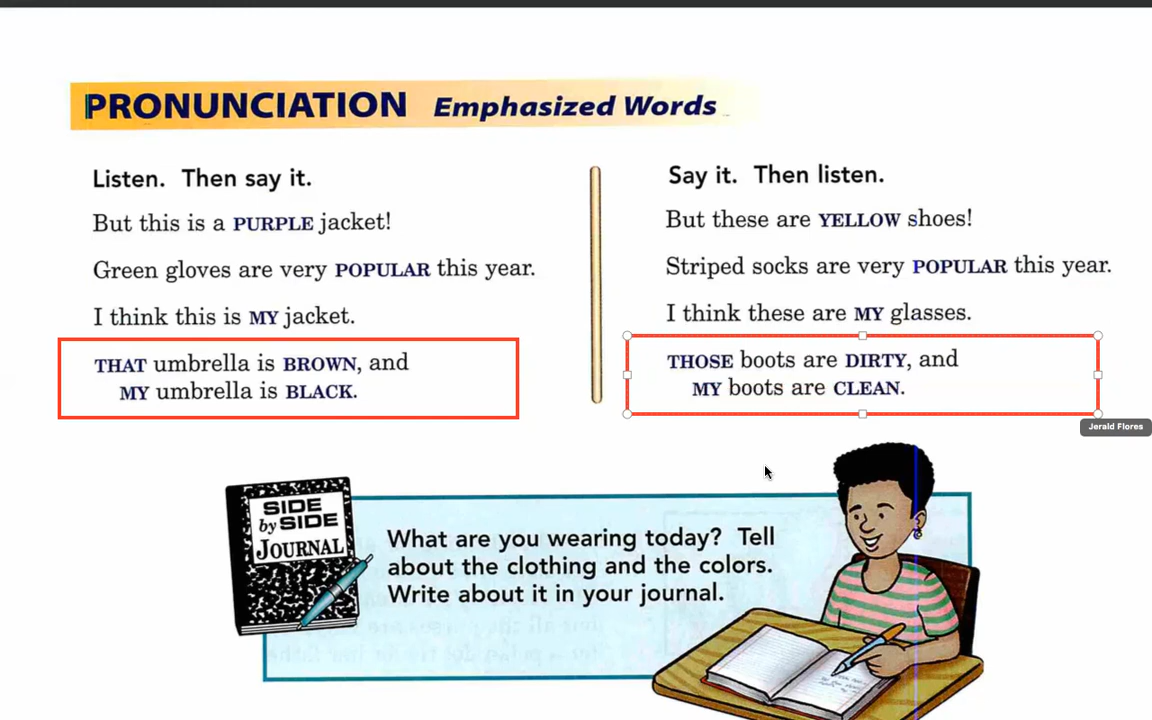 PRONUNCIATION Emphasized Words
Listen. Then say it.
But this is a PURPLE jacket!
Green gloves are very POPULAR this year.
I think this is MY jacket.
THAT umbrella is BROWN, and
MY umbrella is BLACK.
Say it. Then listen.
But these are YELLOW shoes!
Striped socks are very POPULAR this year.
I think these are MY glasses.
THOSE boots are DIRTY, and
MY boots are CLEAN.
Jerald Flores
SIDE
by SIDE
JOURNAL
What are you wearing today? Tell
about the clothing and the colors.
Write about it in your journal.